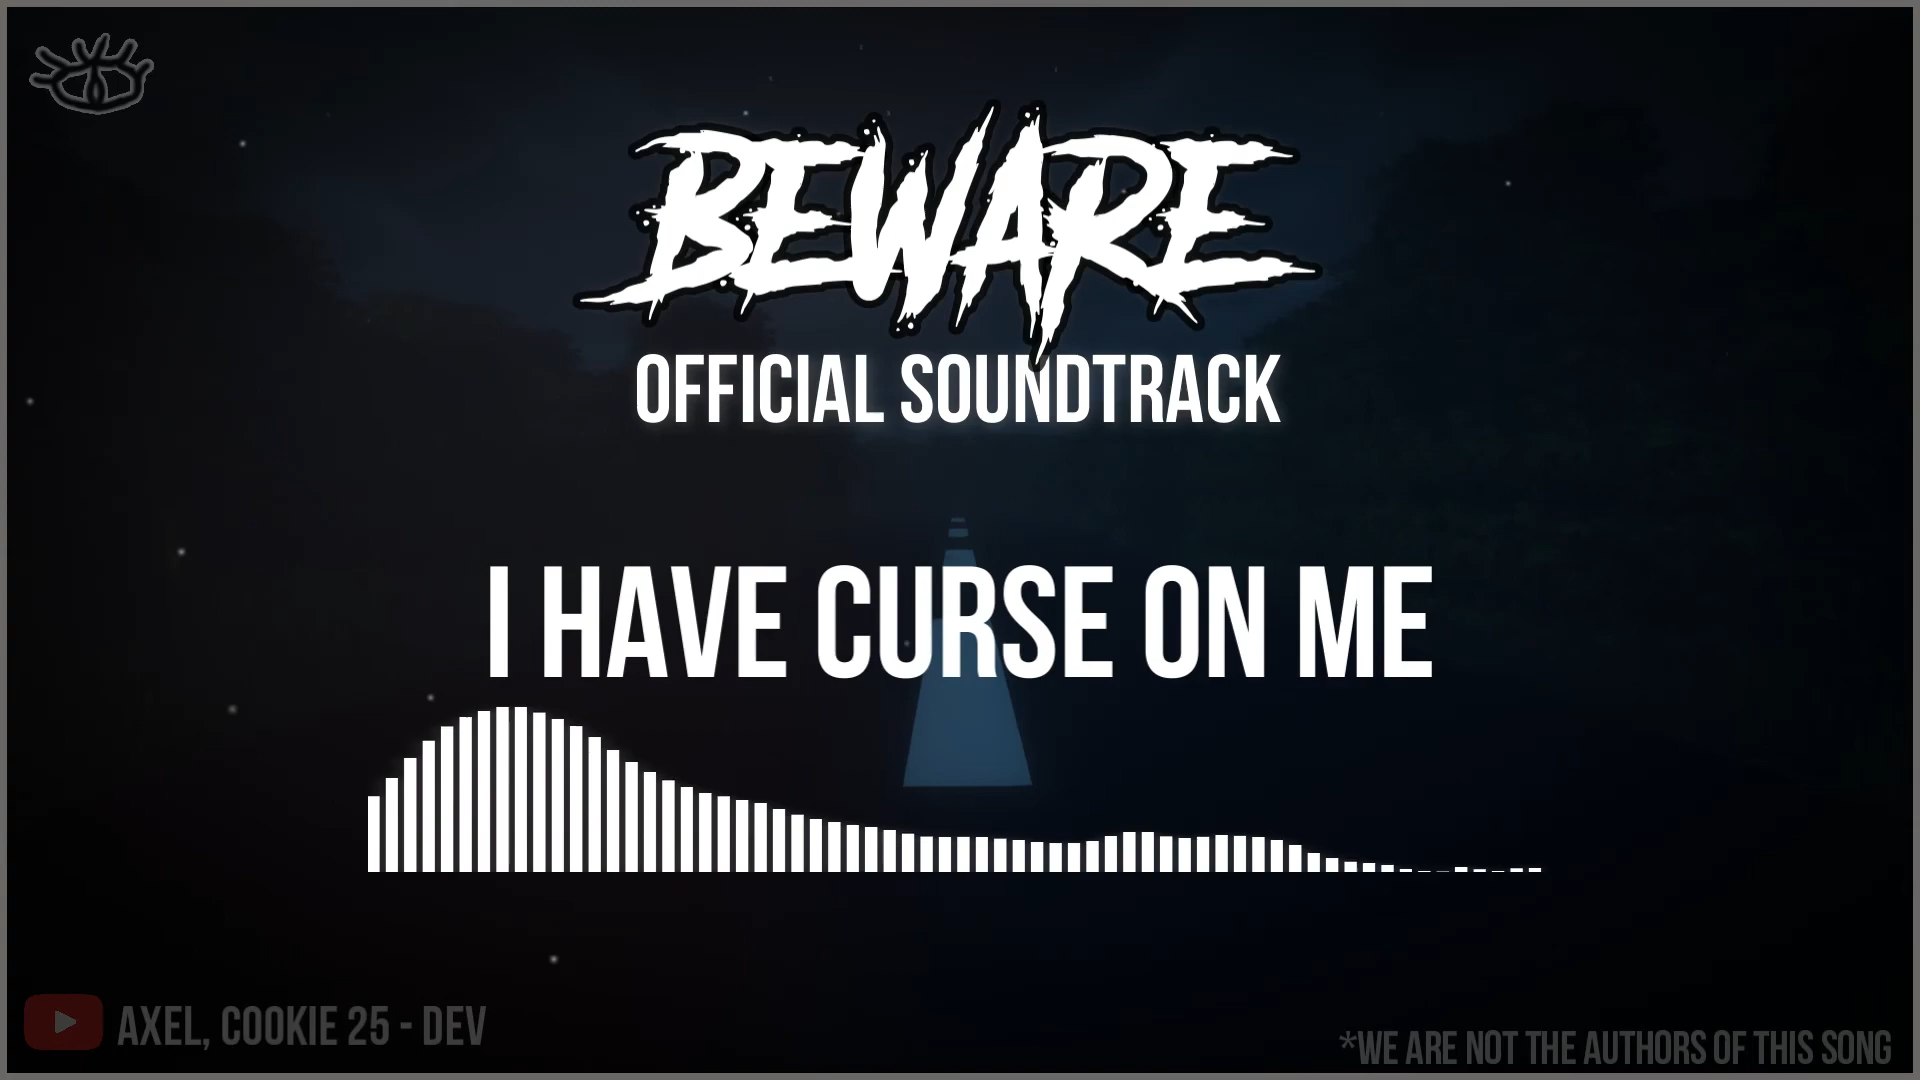 BEWARE
OFFICIAL SOUNDTRACK
I HAVE CURSE ON ME
AXEL, COOKIE 25 - DEV
*WE ARE NOT THE AUTHORS OF THIS SONG